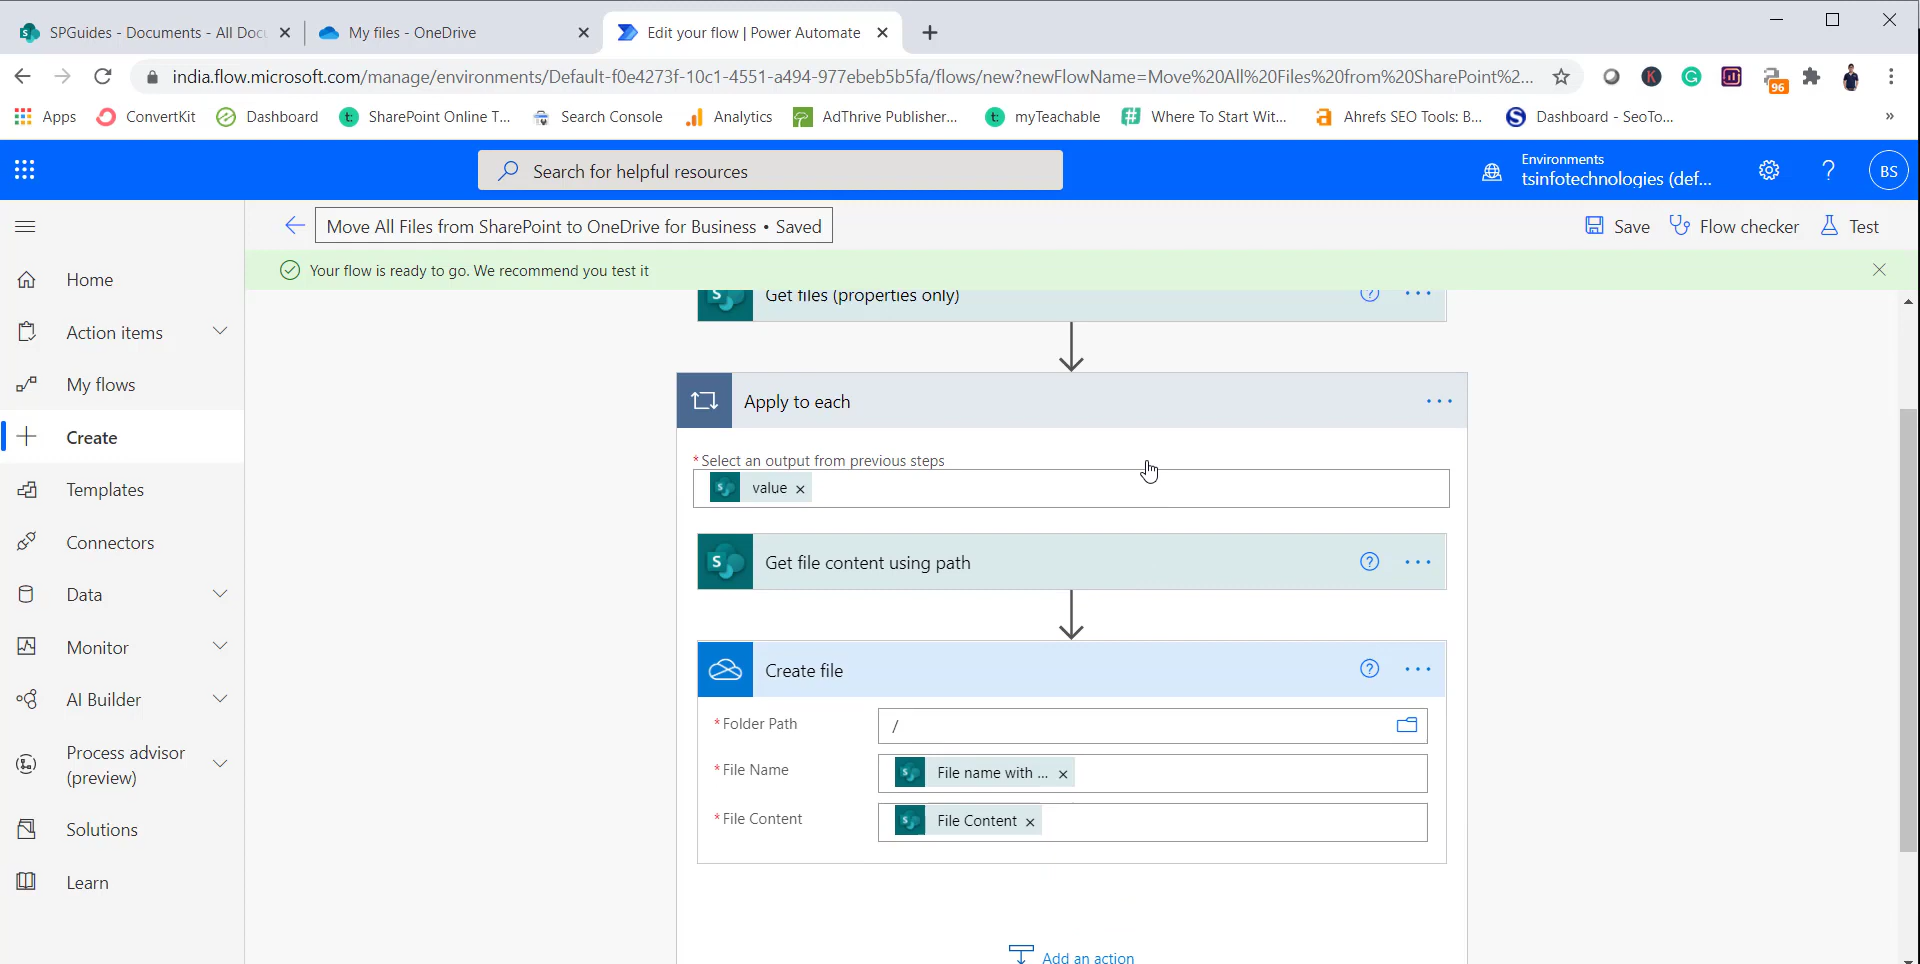 SPGuides - Documents - All Docu
My files - OneDrive
Edit your flow | Power Automate
india.flow.microsoft.com/manage/environments/Default-f0e4273f-10c1-4551-a494-977ebeb5b5fa/flows/new?newFlowName=Move%20All%20Files%20from%20SharePoint%2...
K
G
96
Apps
ConvertKit
Dashboard
t:
SharePoint Online T...
Search Console
Analytics
AdThrive Publisher...
t:
myTeachable
Where To Start Wit...
a
Ahrefs SEO Tools: B...
S
Dashboard - SeoTo...
»
Search for helpful resources
Environments
tsinfotechnologies (def...
?
BS
Move All Files from SharePoint to OneDrive for Business • Saved
Save
Flow checker
Test
Your flow is ready to go. We recommend you test it
Home
Action items
My flows
Create
Templates
Connectors
Data
Monitor
AI Builder
Process advisor
(preview)
Solutions
Learn
S
Get files (properties only)
?
...
Apply to each
...
*Select an output from previous steps
S
value ×
S
Get file content using path
?
...
Create file
?
...
*Folder Path
/
*File Name
S
File name with ... ×
*File Content
S
File Content ×
Add an action